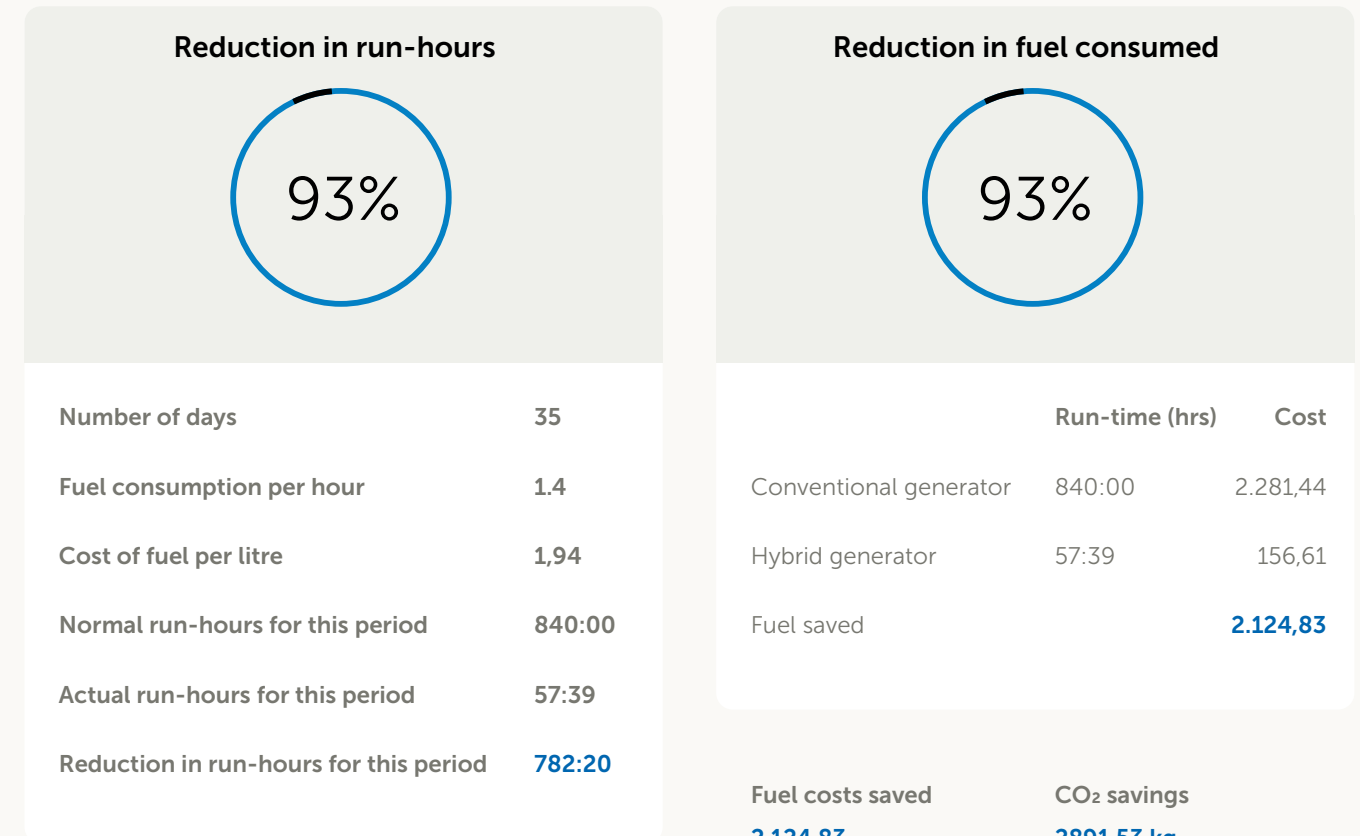 Reduction in run-hours
93%
Number of days 35
Fuel consumption per hour 1.4
Cost of fuel per litre 1,94
Normal run-hours for this period 840:00
Actual run-hours for this period 57:39
Reduction in run-hours for this period 782:20
Reduction in fuel consumed
93%
Run-time (hrs) Cost
Conventional generator 840:00 2.281,44
Hybrid generator 57:39 156,61
Fuel saved 2.124,83
Fuel costs saved CO₂ savings